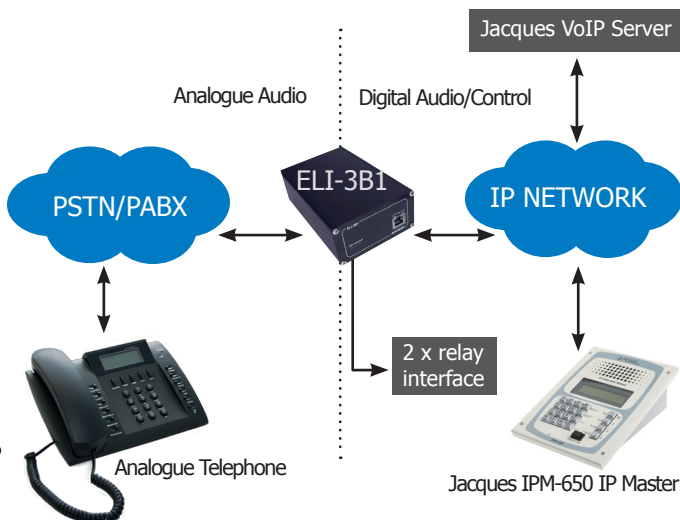 Jacques VoIP Server
Analogue Audio
Digital Audio/Control
ELI-3B1
PSTN/PABX
IP NETWORK
2 x relay
interface
Analogue Telephone
Jacques IPM-650 IP Master